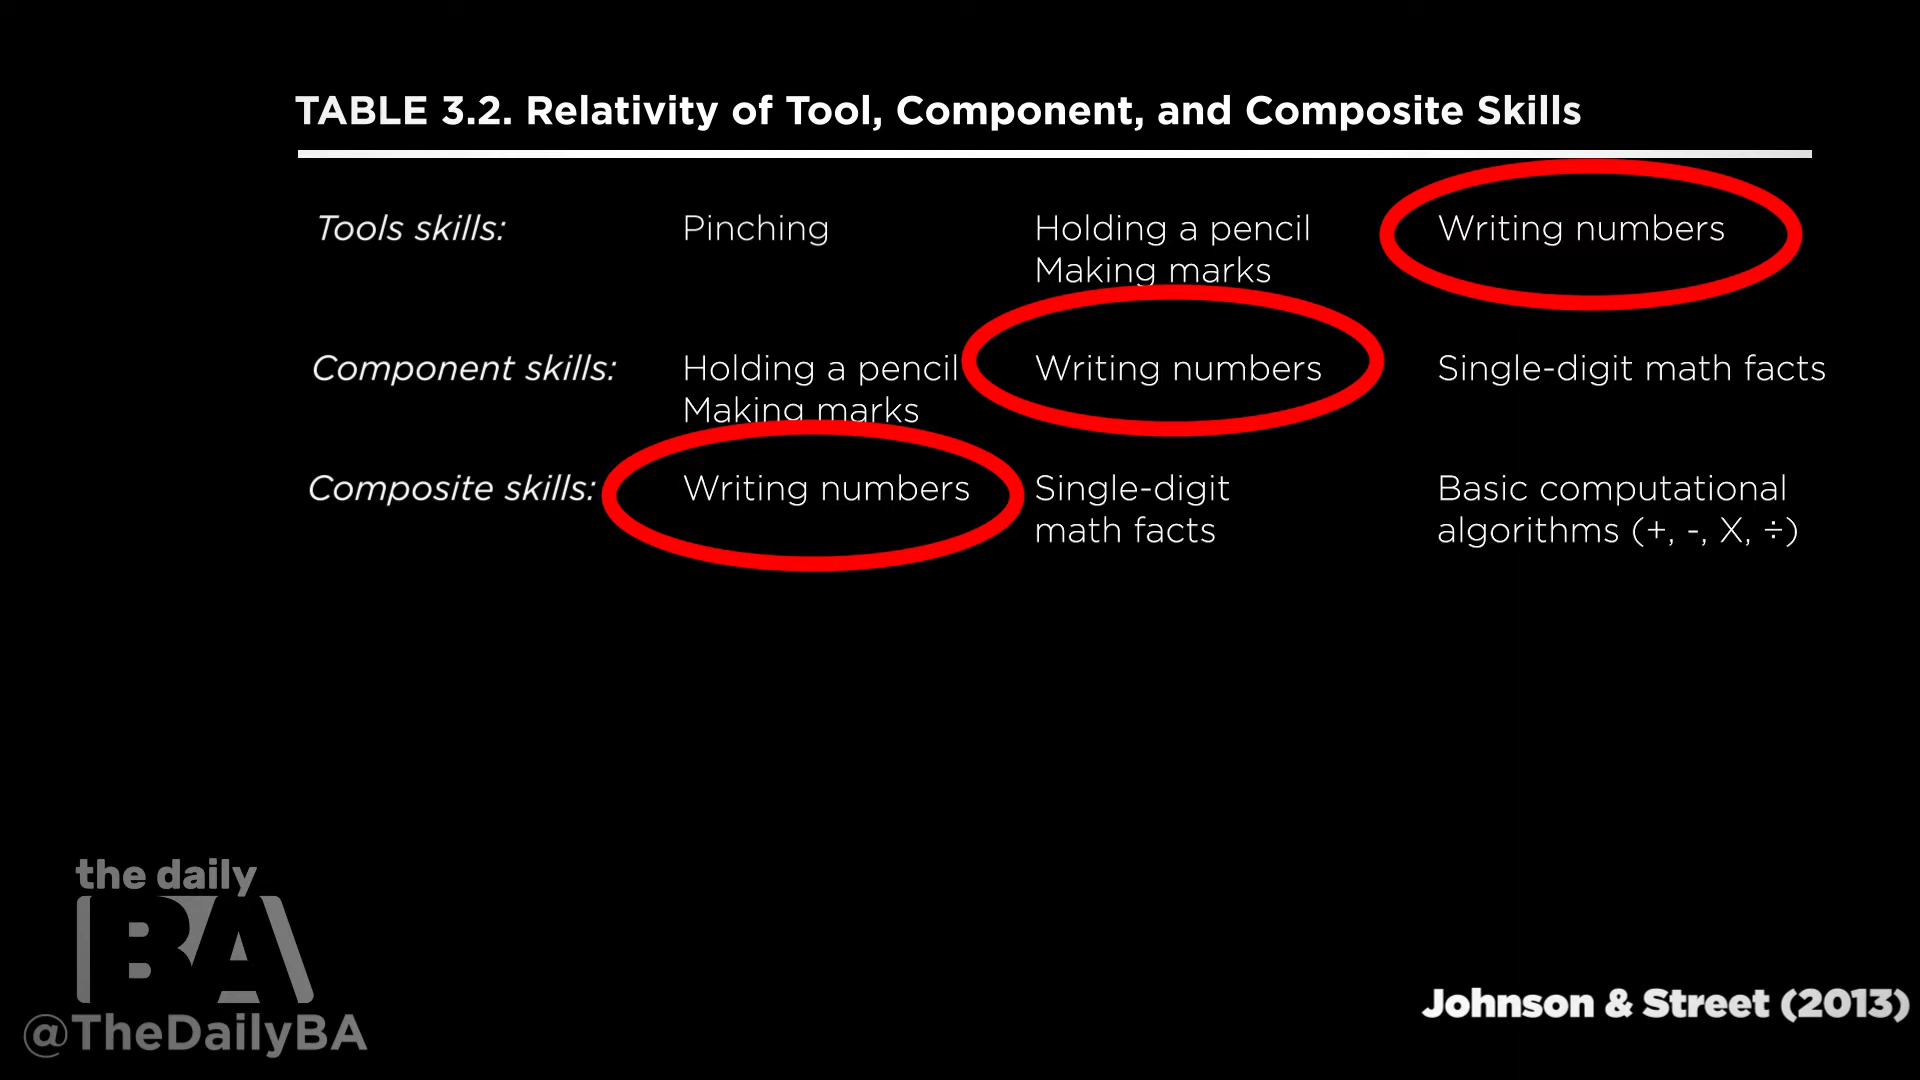 TABLE 3.2. Relativity of Tool, Component, and Composite Skills
Tools skills: Pinching Holding a pencil Writing numbers
Making marks
Component skills: Holding a pencil Writing numbers Single-digit math facts
Making marks
Composite skills: Writing numbers Single-digit Basic computational
math facts algorithms (+, -, X, ÷)
the daily
BA
@TheDailyBA
Johnson & Street (2013)